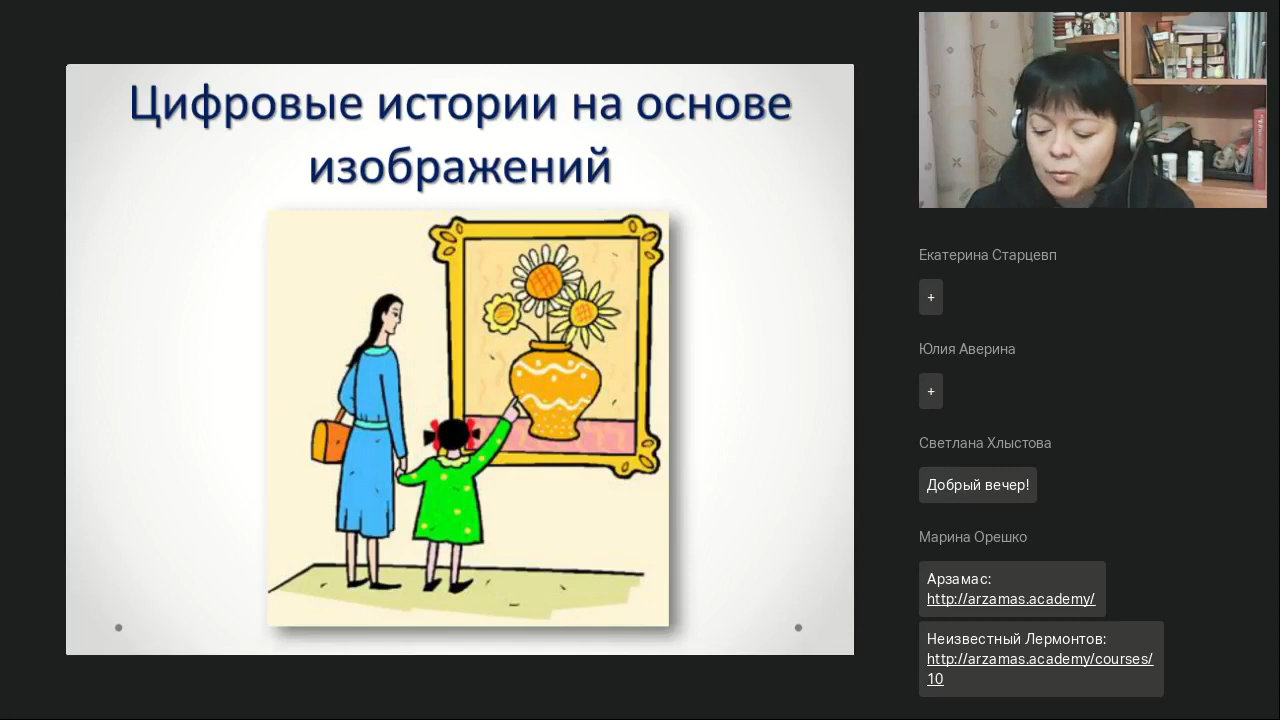 Цифровые истории на основе
изображений
Екатерина Старцевп
+
Юлия Аверина
+
Светлана Хлыстова
Добрый вечер!
Марина Орешко
Арзамас:
http://arzamas.academy/
Неизвестный Лермонтов:
http://arzamas.academy/courses/
10